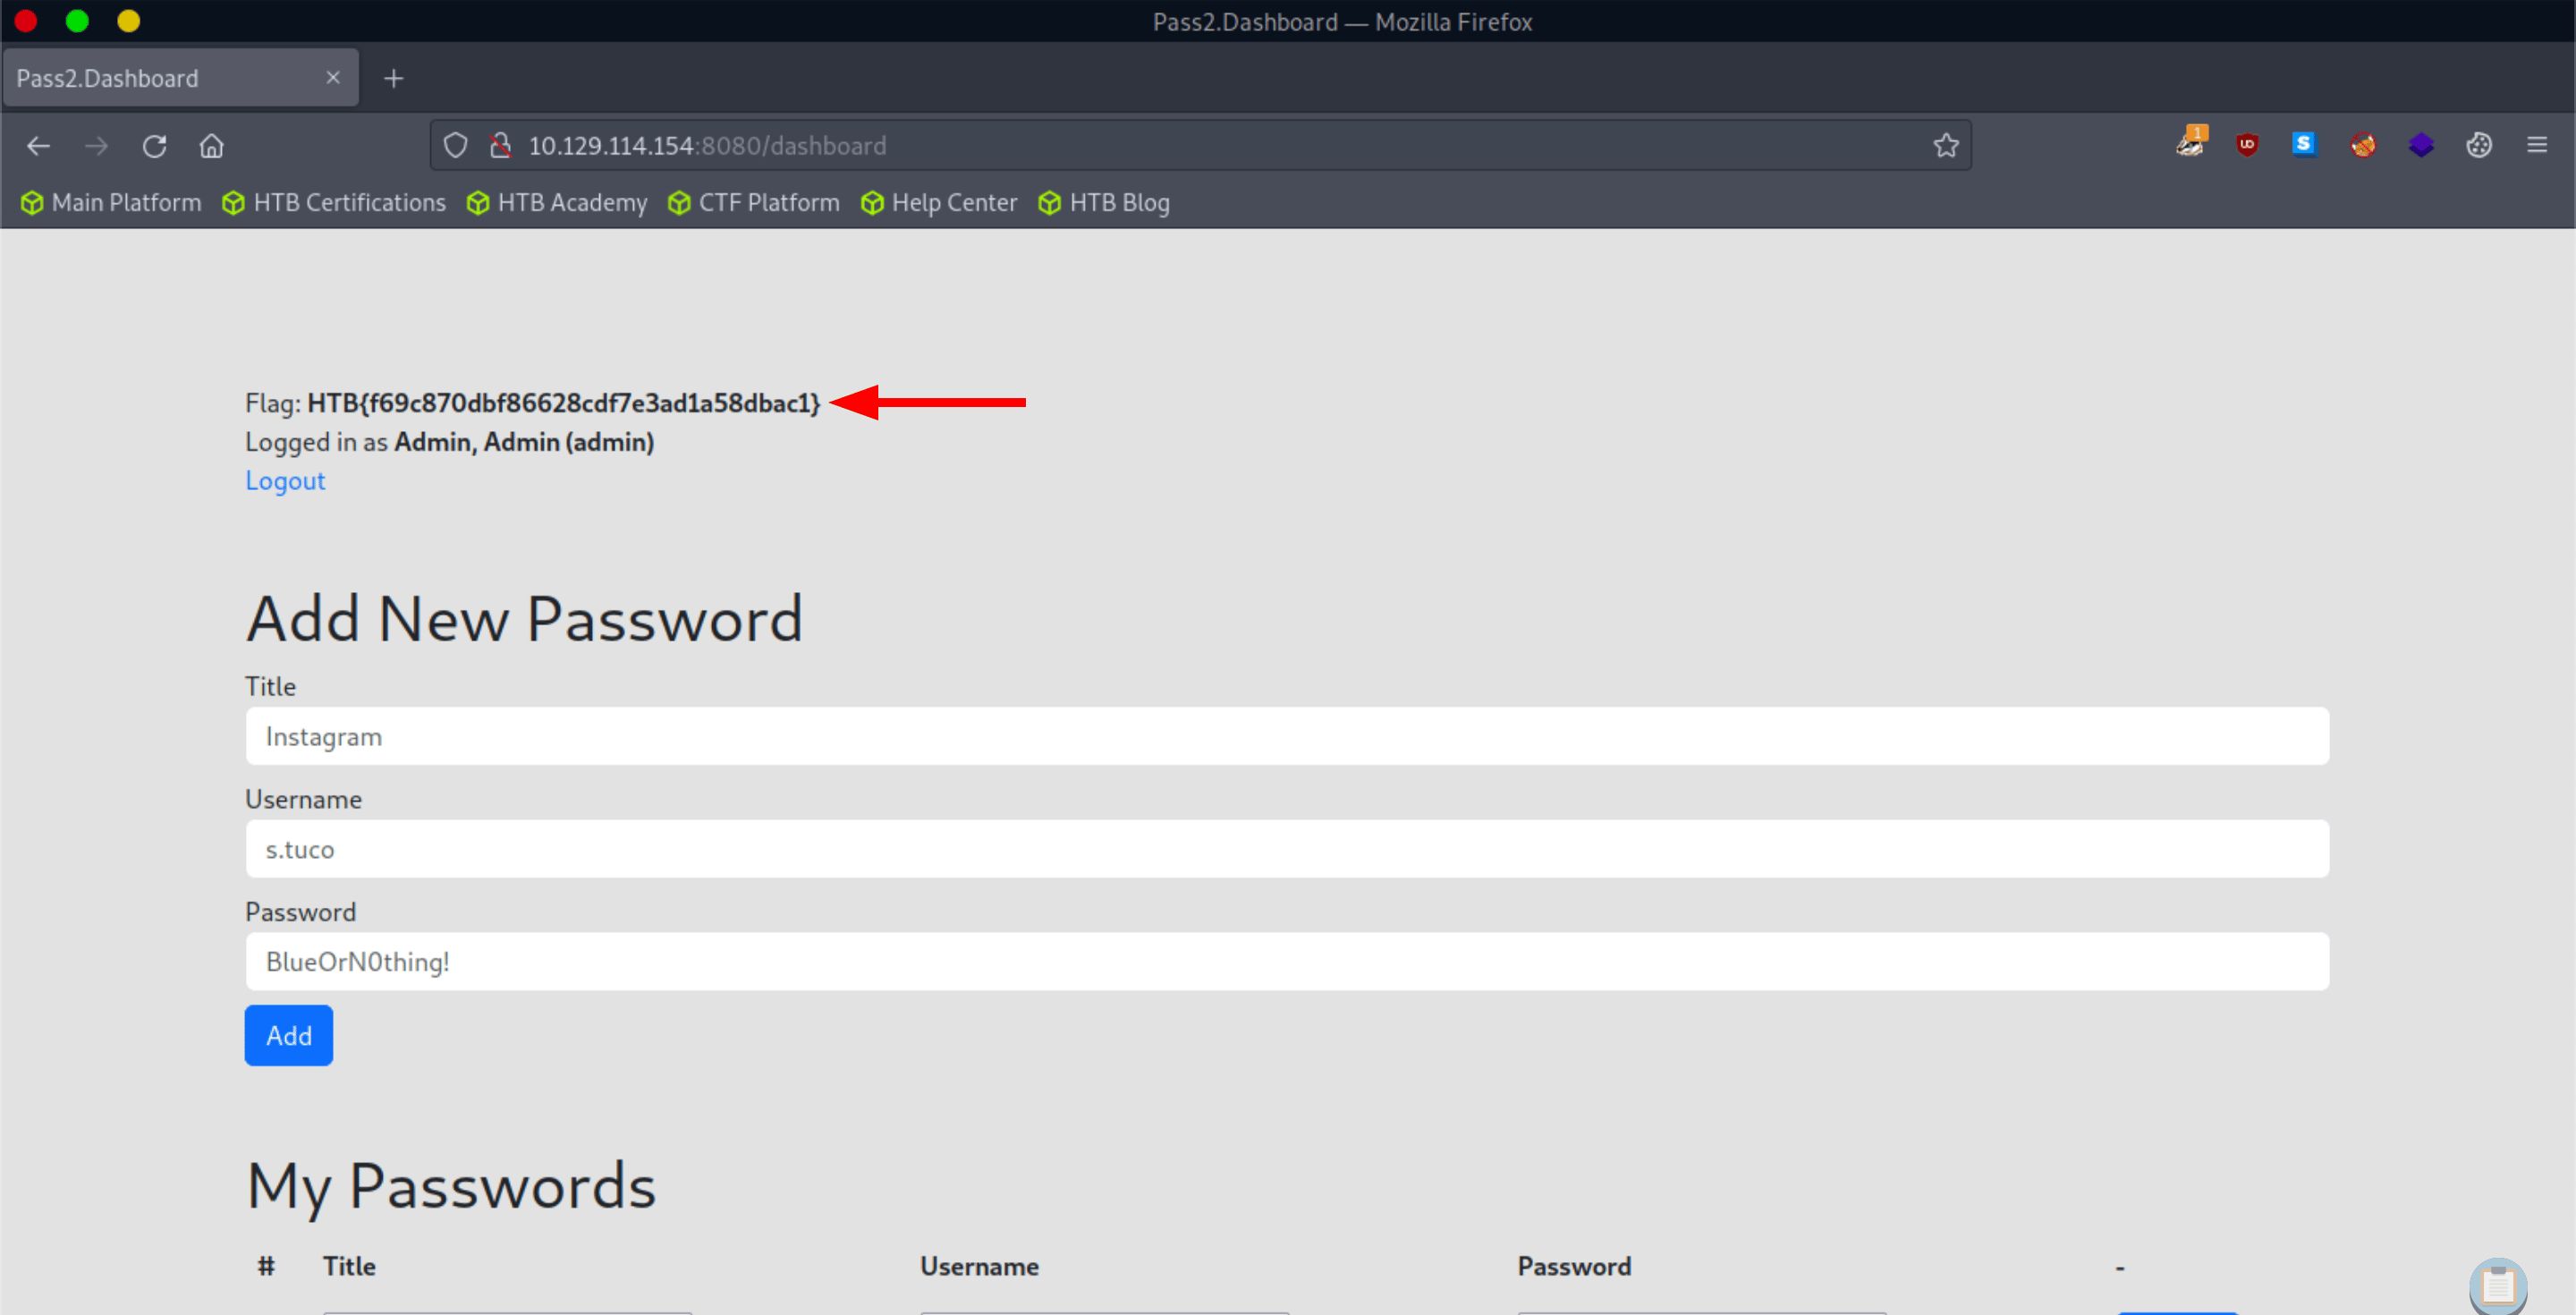 Pass2.Dashboard — Mozilla Firefox
Pass2.Dashboard
10.129.114.154:8080/dashboard
1
Main Platform HTB Certifications HTB Academy CTF Platform Help Center HTB Blog
Flag: HTB{f69c870dbf86628cdf7e3ad1a58dbac1}
Logged in as Admin, Admin (admin)
Logout
Add New Password
Title
Instagram
Username
s.tuco
Password
BlueOrN0thing!
Add
My Passwords
# Title Username Password -